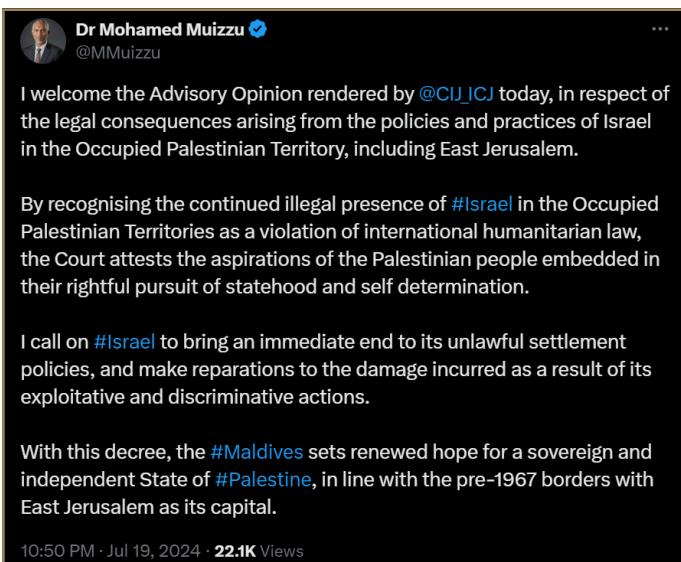 Dr Mohamed Muizzu
@MMuizzu
I welcome the Advisory Opinion rendered by @CIJ_ICJ today, in respect of
the legal consequences arising from the policies and practices of Israel
in the Occupied Palestinian Territory, including East Jerusalem.
By recognising the continued illegal presence of #Israel in the Occupied
Palestinian Territories as a violation of international humanitarian law,
the Court attests the aspirations of the Palestinian people embedded in
their rightful pursuit of statehood and self determination.
I call on #Israel to bring an immediate end to its unlawful settlement
policies, and make reparations to the damage incurred as a result of its
exploitative and discriminative actions.
With this decree, the #Maldives sets renewed hope for a sovereign and
independent State of #Palestine, in line with the pre-1967 borders with
East Jerusalem as its capital.
10:50 PM · Jul 19, 2024 · 22.1K Views